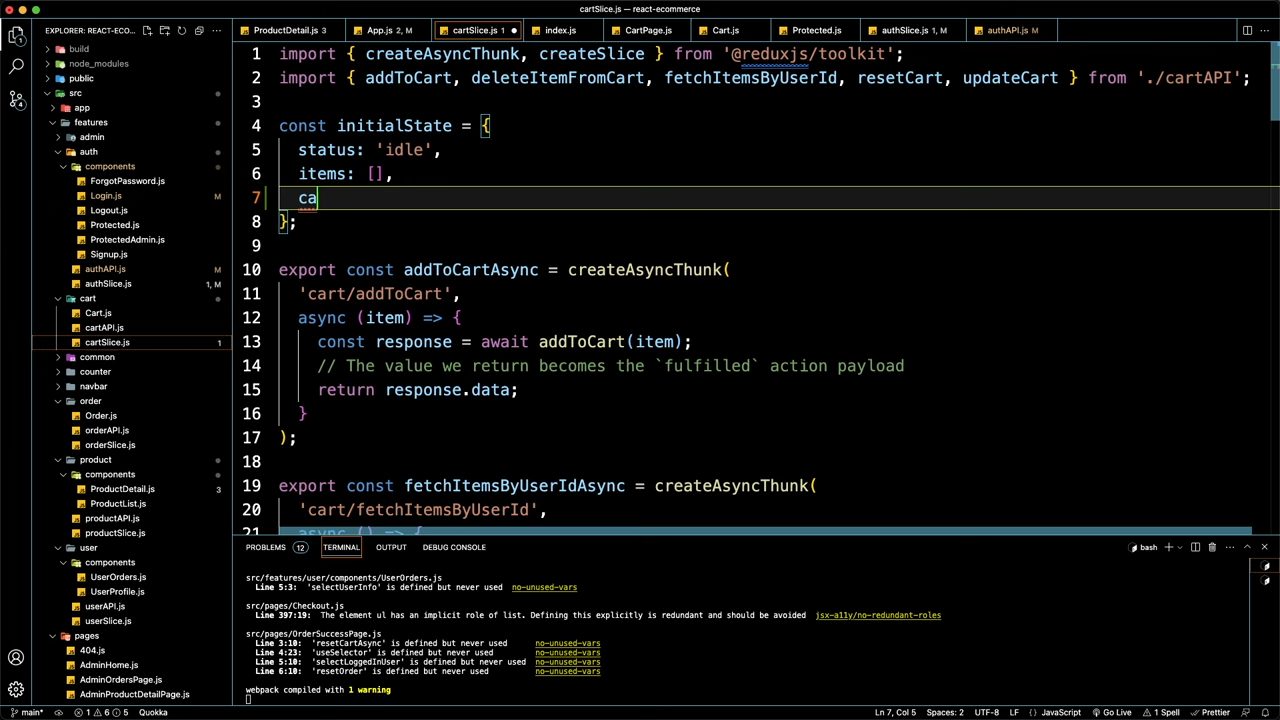 cartSlice.js — react-ecommerce
EXPLORER: REACT-ECOM...
ProductDetail.js 3
App.js 2, M
cartSlice.js 1
index.js
CartPage.js
Cart.js
Protected.js
authSlice.js 1, M
authAPI.js M
build
node_modules
public
src
app
features
admin
auth
components
ForgotPassword.js
Login.js M
Logout.js
Protected.js
ProtectedAdmin.js
Signup.js
authAPI.js M
authSlice.js 1, M
cart
Cart.js
cartAPI.js
cartSlice.js 1
common
counter
navbar
order
Order.js
orderAPI.js
orderSlice.js
product
components
ProductDetail.js 3
ProductList.js
productAPI.js
productSlice.js
user
components
UserOrders.js
UserProfile.js
userAPI.js
userSlice.js
pages
404.js
AdminHome.js
AdminOrdersPage.js
AdminProductDetailPage.js
1 import { createAsyncThunk, createSlice } from '@reduxjs/toolkit';
2 import { addToCart, deleteItemFromCart, fetchItemsByUserId, resetCart, updateCart } from './cartAPI';
3
4 const initialState = {
5 status: 'idle',
6 items: [],
7 ca
8 };
9
10 export const addToCartAsync = createAsyncThunk(
11 'cart/addToCart',
12 async (item) => {
13 const response = await addToCart(item);
14 // The value we return becomes the `fulfilled` action payload
15 return response.data;
16 }
17 );
18
19 export const fetchItemsByUserIdAsync = createAsyncThunk(
20 'cart/fetchItemsByUserId',
21 async () => {
PROBLEMS 12 TERMINAL OUTPUT DEBUG CONSOLE
bash
src/features/user/components/UserOrders.js
Line 5:3: 'selectUserInfo' is defined but never used no-unused-vars
src/pages/Checkout.js
Line 397:19: The element ul has an implicit role of list. Defining this explicitly is redundant and should be avoided jsx-a11y/no-redundant-roles
src/pages/OrderSuccessPage.js
Line 3:10: 'resetCartAsync' is defined but never used no-unused-vars
Line 4:23: 'useSelector' is defined but never used no-unused-vars
Line 5:10: 'selectLoggedInUser' is defined but never used no-unused-vars
Line 6:10: 'resetOrder' is defined but never used no-unused-vars
webpack compiled with 1 warning
main* 1 6 5 Quokka
Ln 7, Col 5 Spaces: 2 UTF-8 LF {} JavaScript Go Live 1 Spell Prettier